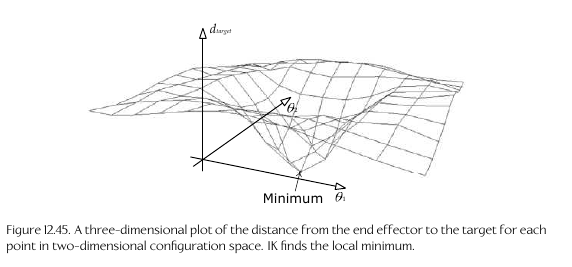 d target
θ2
Minimum θ1
Figure 12.45. A three-dimensional plot of the distance from the end effector to the target for each
point in two-dimensional configuration space. IK finds the local minimum.